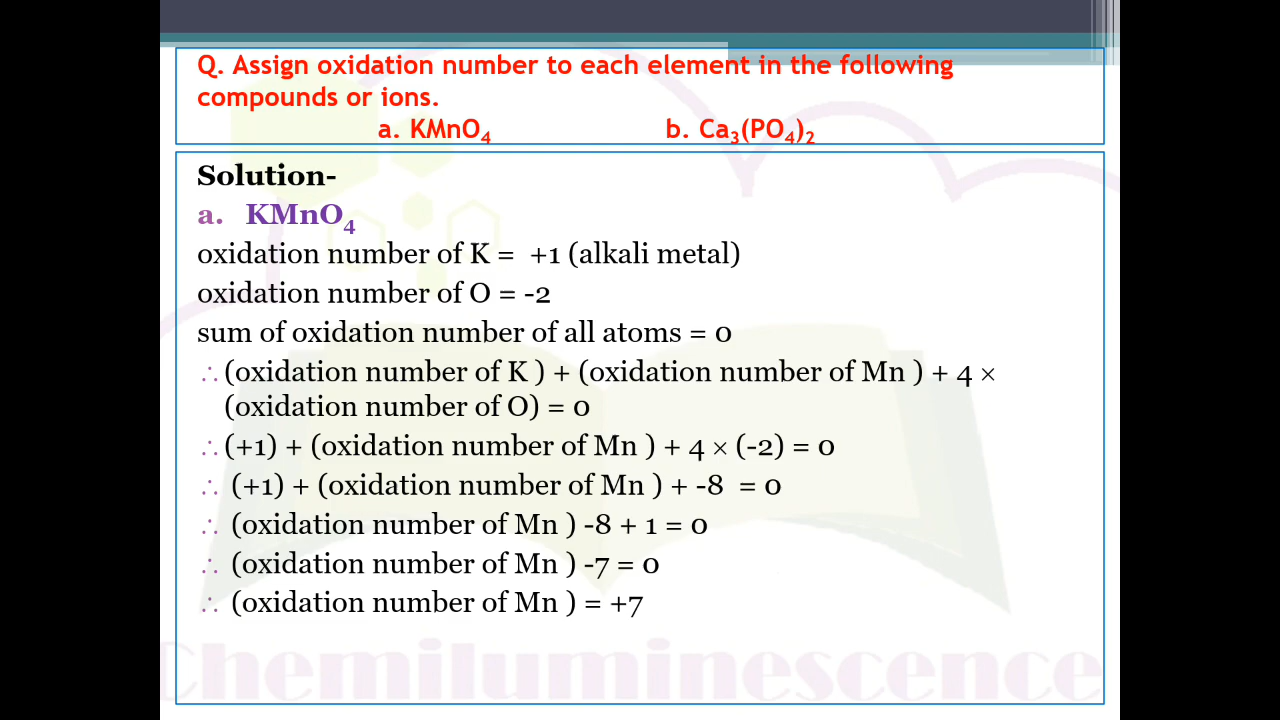 Q. Assign oxidation number to each element in the following
compounds or ions.
a. KMnO₄ b. Ca₃(PO₄)₂
Solution-
a. KMnO₄
oxidation number of K = +1 (alkali metal)
oxidation number of O = -2
sum of oxidation number of all atoms = 0
∴ (oxidation number of K ) + (oxidation number of Mn ) + 4 ×
(oxidation number of O) = 0
∴ (+1) + (oxidation number of Mn ) + 4 × (-2) = 0
∴ (+1) + (oxidation number of Mn ) + -8 = 0
∴ (oxidation number of Mn ) -8 + 1 = 0
∴ (oxidation number of Mn ) -7 = 0
∴ (oxidation number of Mn ) = +7
Chemiluminescence